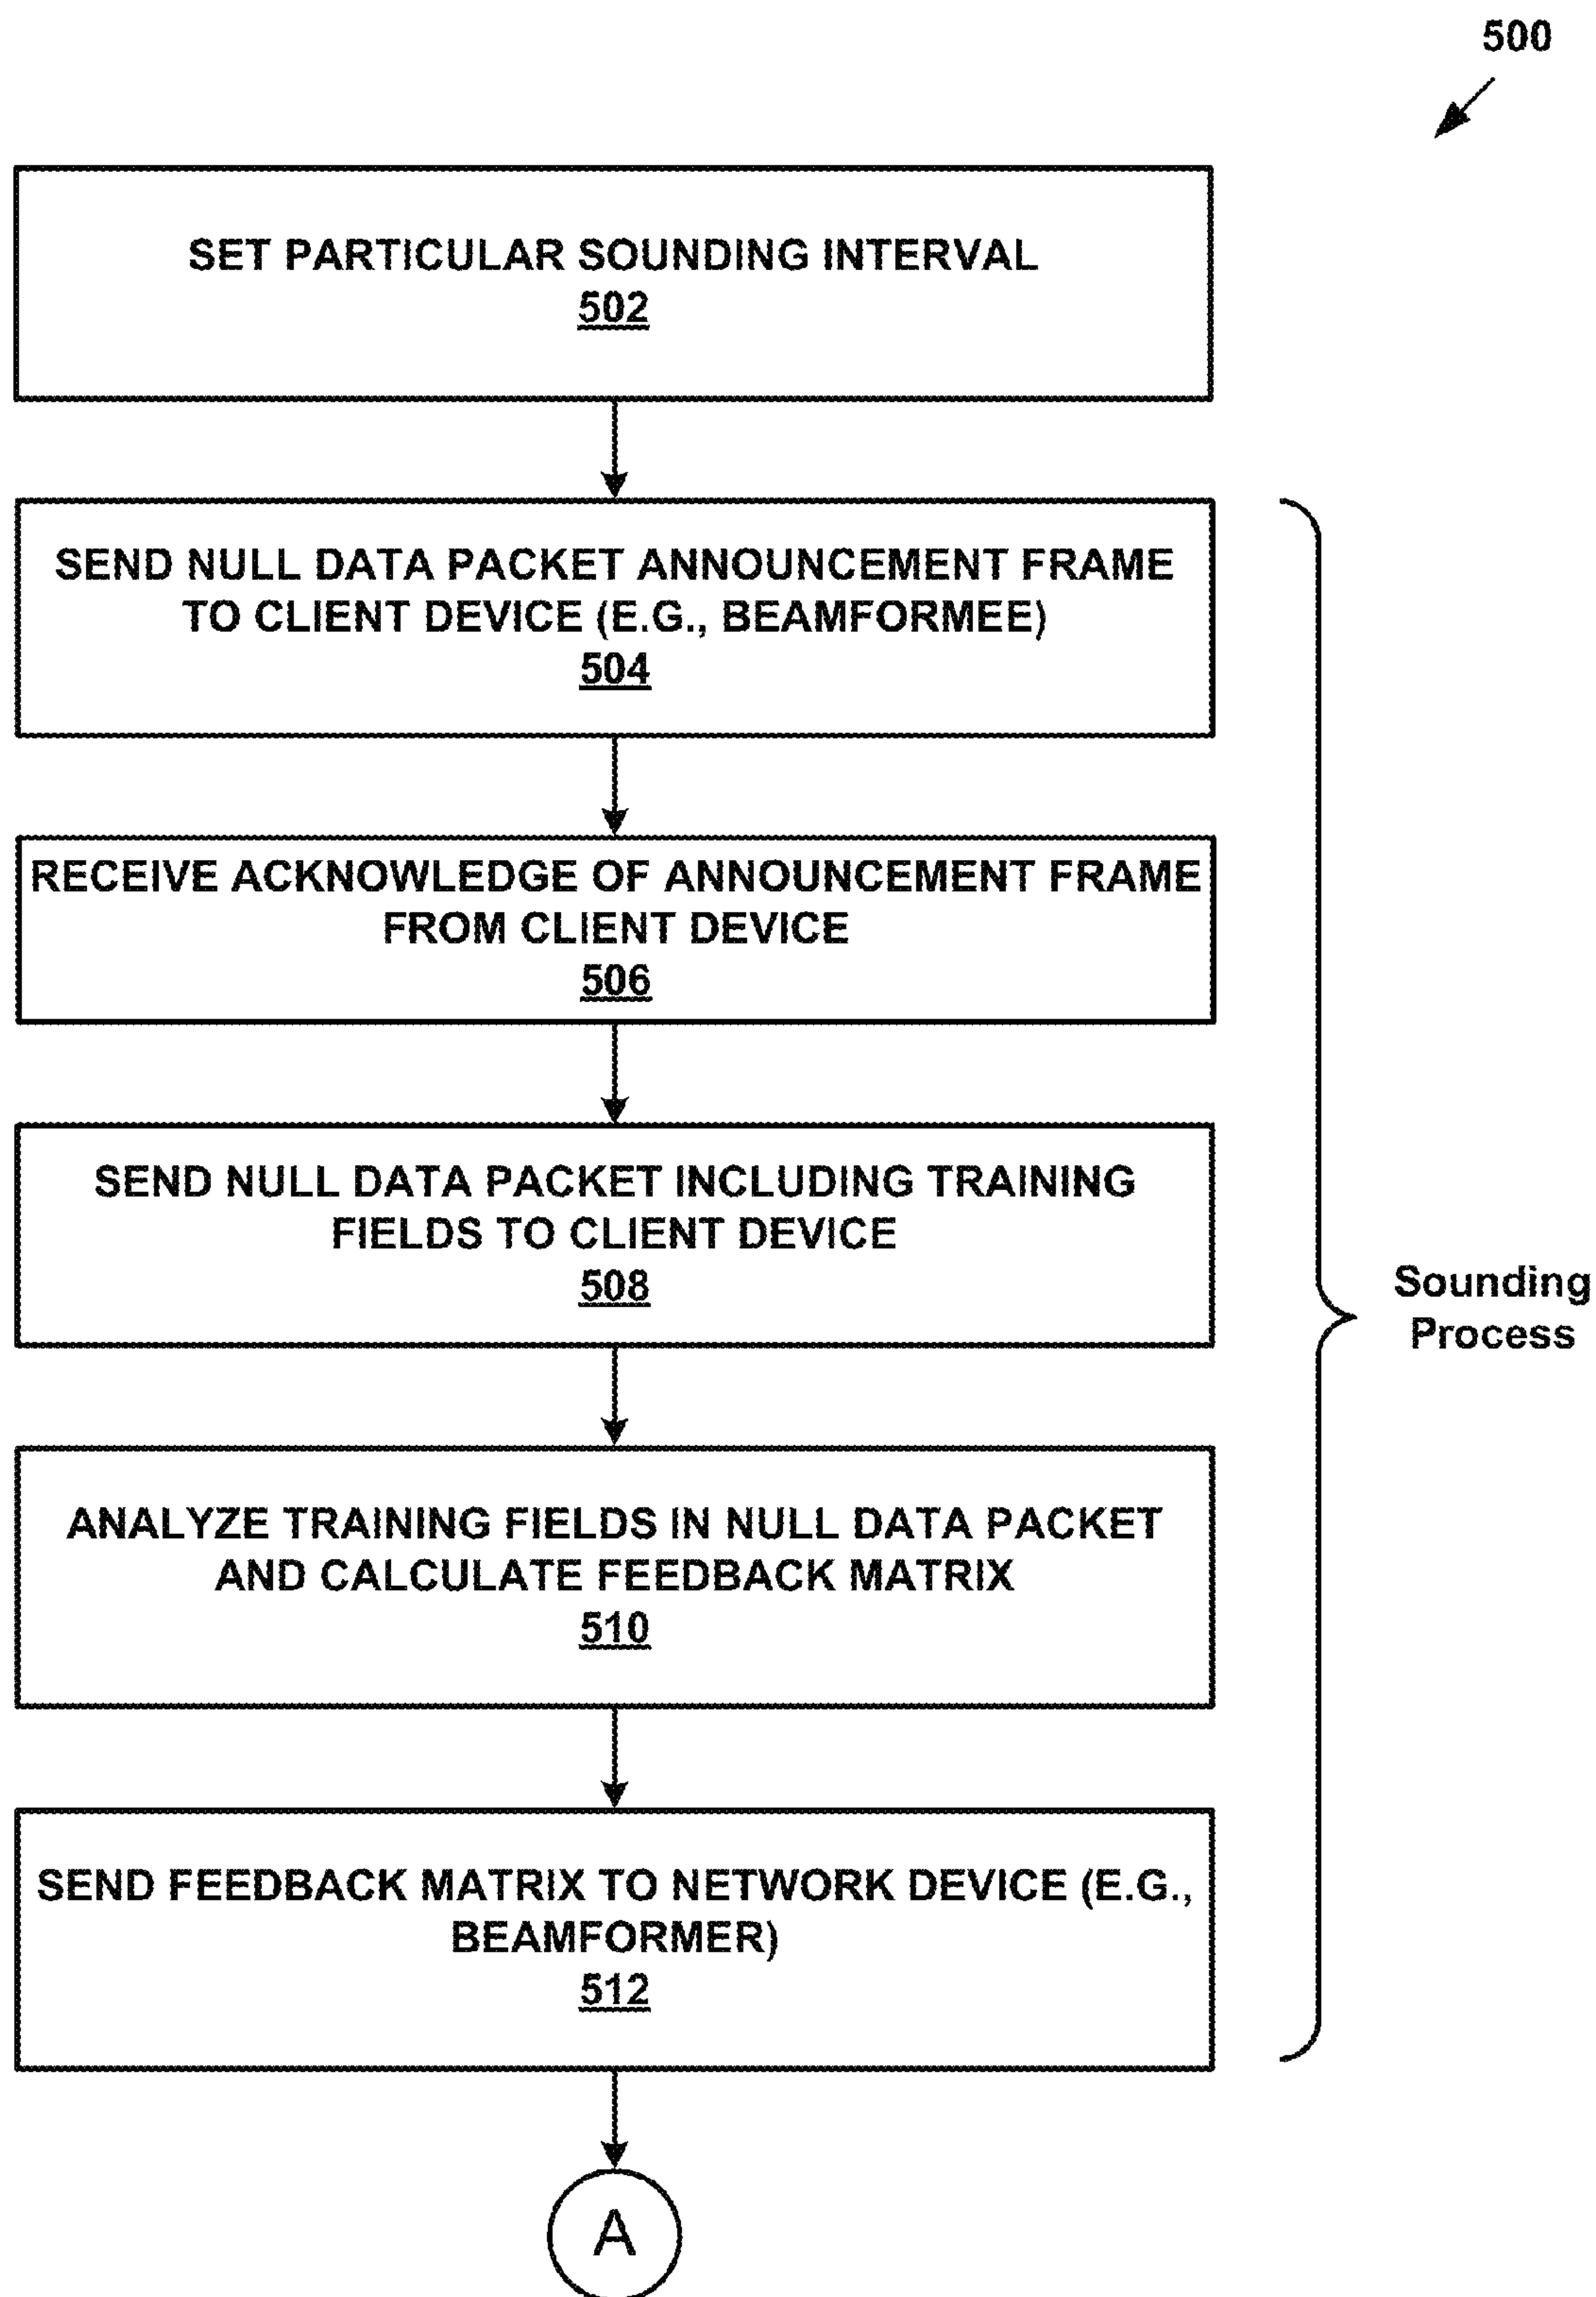 500
SET PARTICULAR SOUNDING INTERVAL
502
SEND NULL DATA PACKET ANNOUNCEMENT FRAME
TO CLIENT DEVICE (E.G., BEAMFORMEE)
504
RECEIVE ACKNOWLEDGE OF ANNOUNCEMENT FRAME
FROM CLIENT DEVICE
506
SEND NULL DATA PACKET INCLUDING TRAINING
FIELDS TO CLIENT DEVICE
508
Sounding
Process
ANALYZE TRAINING FIELDS IN NULL DATA PACKET
AND CALCULATE FEEDBACK MATRIX
510
SEND FEEDBACK MATRIX TO NETWORK DEVICE (E.G.,
BEAMFORMER)
512
A